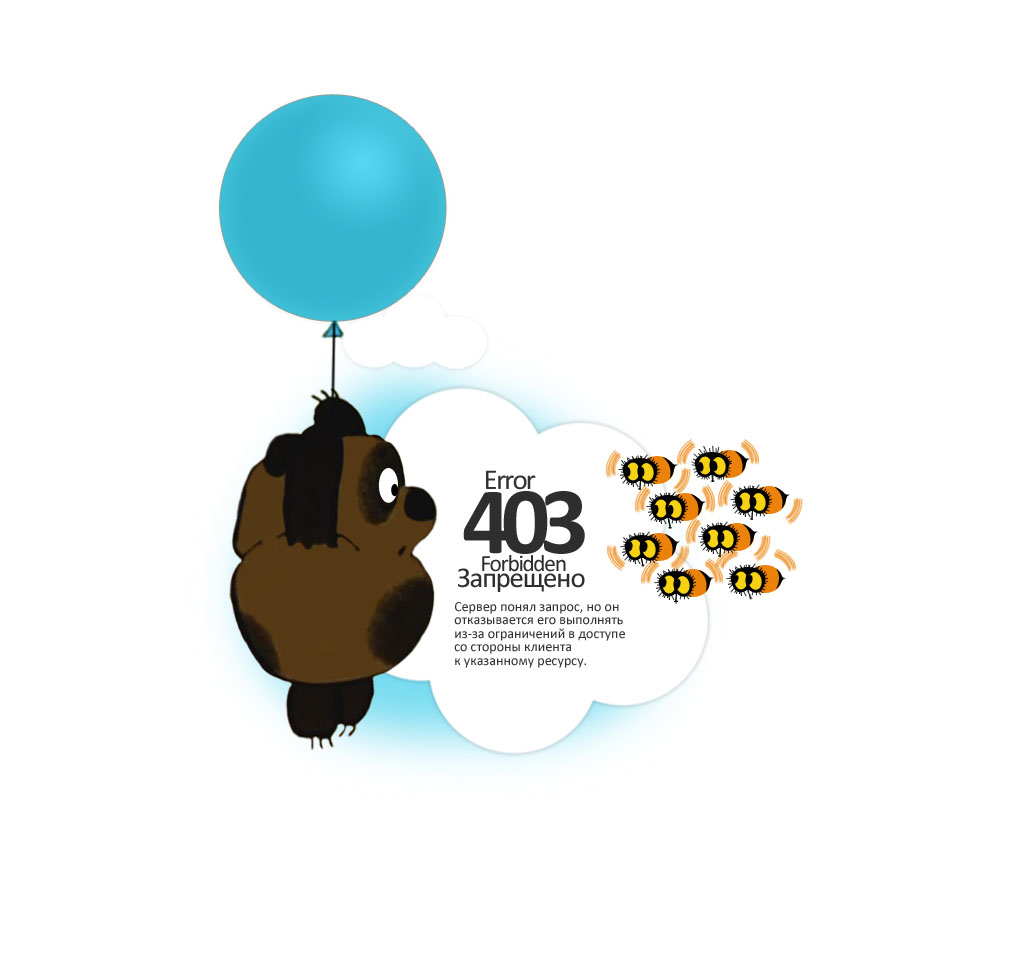 Error
403
Forbidden
Запрещено
Сервер понял запрос, но он
отказывается его выполнять
из-за ограничений в доступе
со стороны клиента
к указанному ресурсу.